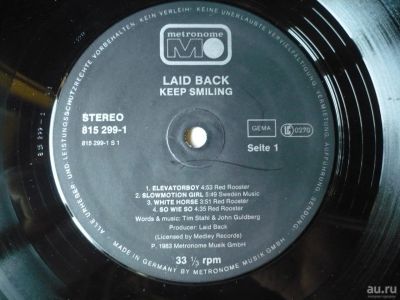 metronome
MO
LAID BACK
KEEP SMILING
STEREO
815 299-1
815 299-1 S 1
GEMA
LC 0270
Seite 1
1. ELEVATORBOY 4:53 Red Rooster
2. SLOWMOTION GIRL 5:49 Sweden Music
3. WHITE HORSE 3:51 Red Rooster
4. SO WIE SO 4:35 Red Rooster
Words & music: Tim Stahl & John Guldberg
Producer: Laid Back
(Licensed by Medley Records)
P. 1983 Metronome Musik GmbH
33 1/3 rpm
ALLE URHEBER- UND LEISTUNGSSCHUTZRECHTE VORBEHALTEN · KEIN VERLEIH! KEINE UNERLAUBTE VERVIELFÄLTIGUNG, VERMIETUNG, AUFFÜHRUNG, SENDUNG!
MADE IN GERMANY BY METRONOME MUSIK GMBH
au.ru